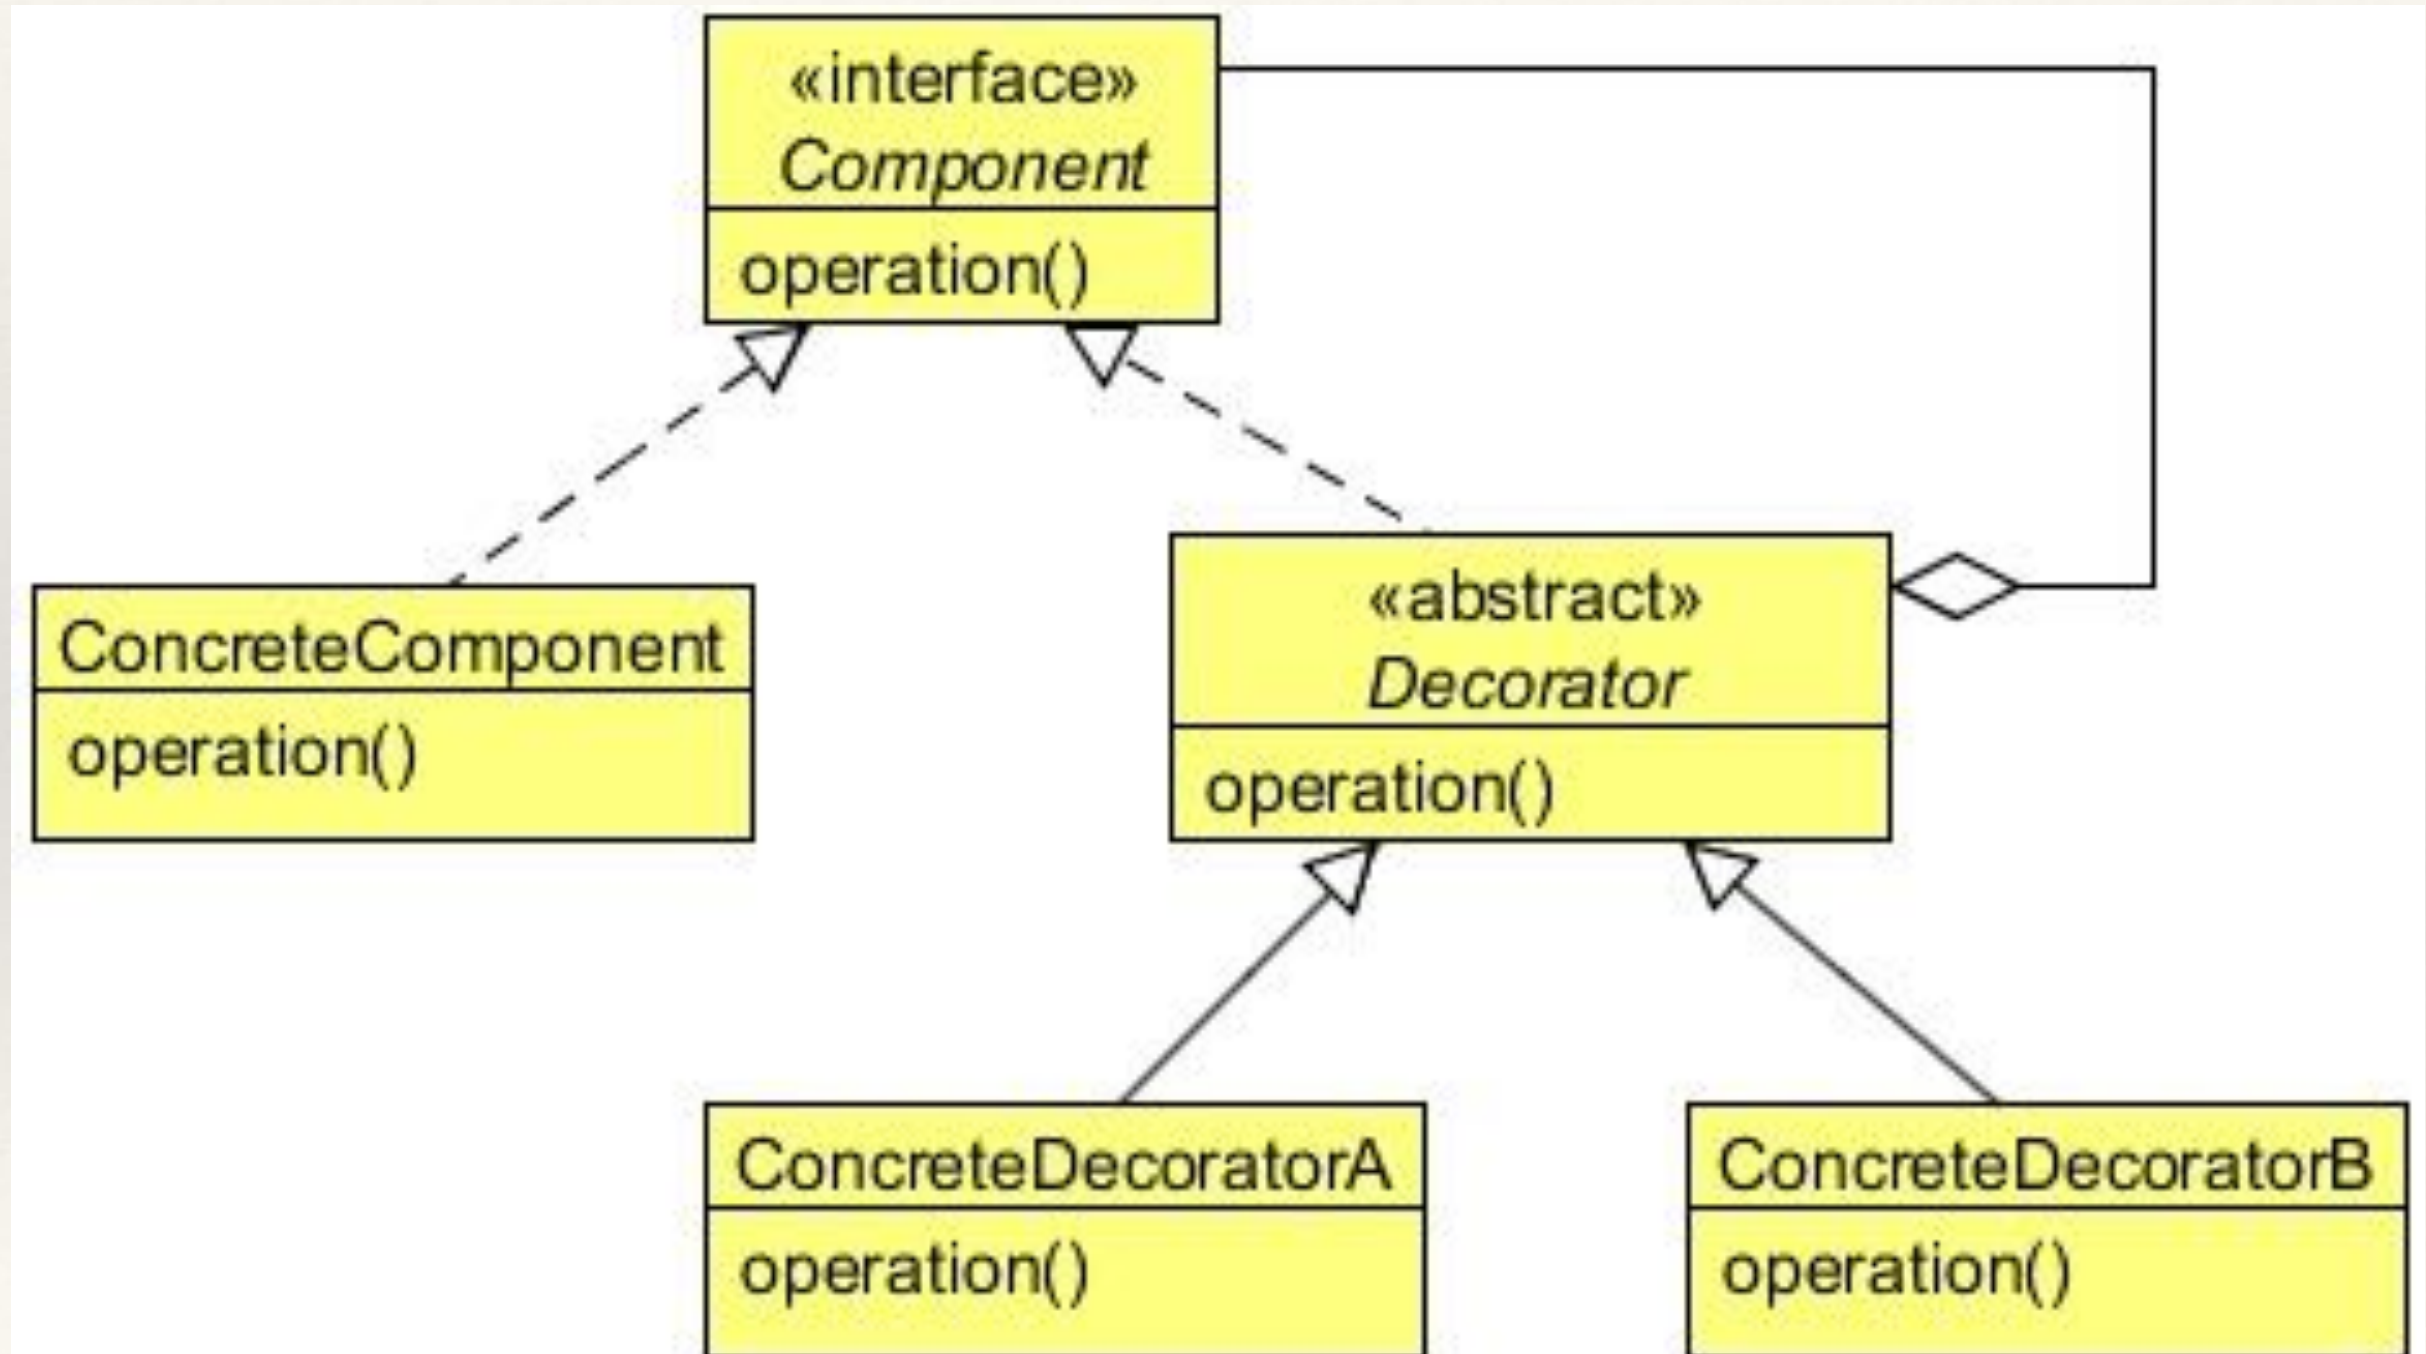 «interface»
Component
operation()
ConcreteComponent
operation()
«abstract»
Decorator
operation()
ConcreteDecoratorA
operation()
ConcreteDecoratorB
operation()